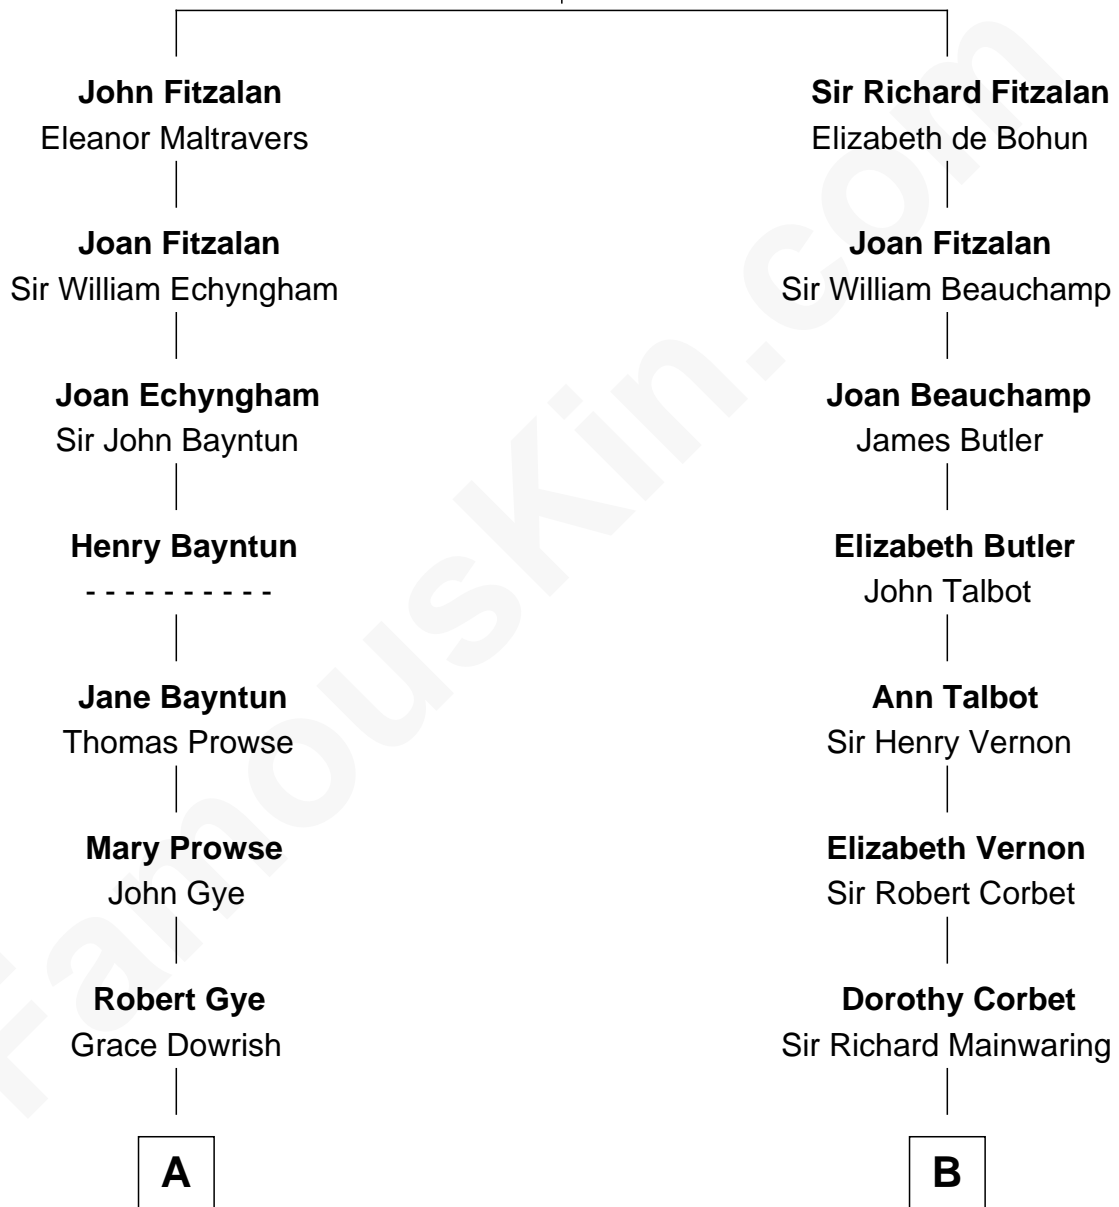 John Fitzalan
Eleanor Maltravers
Sir Richard Fitzalan
Elizabeth de Bohun
Joan Fitzalan
Sir William Echyngham
Joan Fitzalan
Sir William Beauchamp
Joan Echyngham
Sir John Bayntun
Joan Beauchamp
James Butler
Henry Bayntun
- - - - - - - - - -
Elizabeth Butler
John Talbot
Jane Bayntun
Thomas Prowse
Ann Talbot
Sir Henry Vernon
Mary Prowse
John Gye
Elizabeth Vernon
Sir Robert Corbet
Robert Gye
Grace Dowrish
Dorothy Corbet
Sir Richard Mainwaring
A
B
FamousKin.com